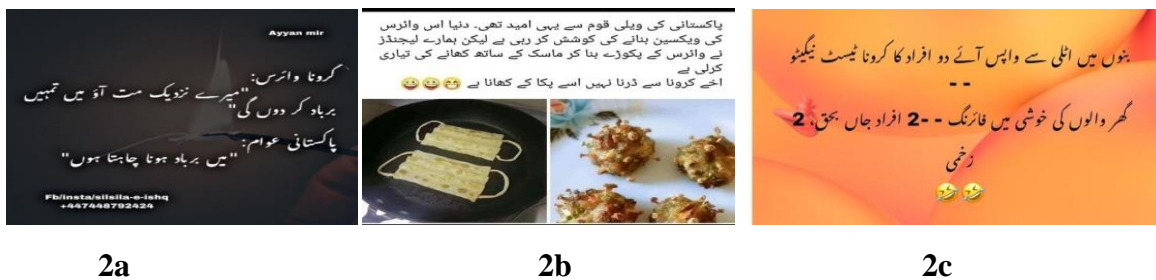 Ayyan mir
کرونا وائرس:
"میرے نزدیک مت آؤ میں تمہیں
برباد کر دوں گی"
پاکستانی عوام:
"میں برباد ہونا چاہتا ہوں"
Fb/insta/silsila-e-ishq
+447448792424
پاکستانی کی ویلی قوم سے یہی امید تھی۔ دنیا اس وائرس
کی ویکسین بنانے کی کوشش کر رہی ہے لیکن ہمارے لیجنڈز
نے وائرس کے پکوڑے بنا کر ماسک کے ساتھ کھانے کی تیاری
کرلی ہے
اخے کرونا سے ڈرنا نہیں اسے پکا کے کھانا ہے 😁😜😜
بنوں میں اٹلی سے واپس آئے دو افراد کا کرونا ٹیسٹ نیگیٹو
--
گھر والوں کی خوشی میں فائرنگ - -2 افراد جاں بحق، 2
زخمی
🤣🤣
2a
2b
2c